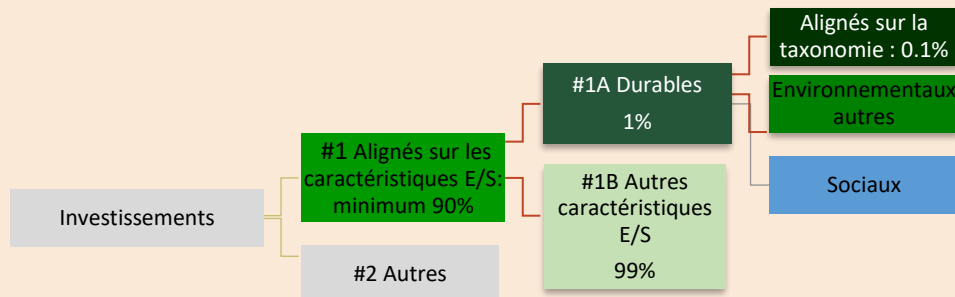 Investissements
#1 Alignés sur les
caractéristiques E/S:
minimum 90%
#2 Autres
#1A Durables
1%
#1B Autres
caractéristiques
E/S
99%
Alignés sur la
taxonomie : 0.1%
Environnementaux
autres
Sociaux